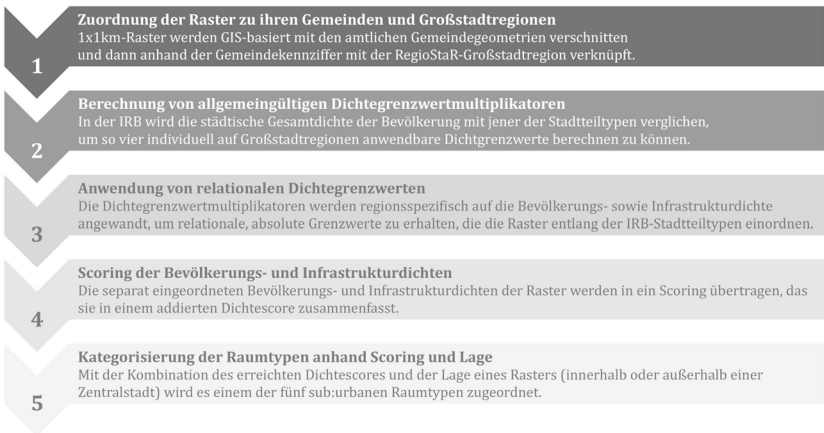 1
Zuordnung der Raster zu ihren Gemeinden und Großstadtregionen
1x1km-Raster werden GIS-basiert mit den amtlichen Gemeindegeometrien verschnitten
und dann anhand der Gemeindekennziffer mit der RegioStaR-Großstadtregion verknüpft.
2
Berechnung von allgemeingültigen Dichtegrenzwertmultiplikatoren
In der IRB wird die städtische Gesamtdichte der Bevölkerung mit jener der Stadtteiltypen verglichen,
um so vier individuell auf Großstadtregionen anwendbare Dichtgrenzwerte berechnen zu können.
3
Anwendung von relationalen Dichtegrenzwerten
Die Dichtegrenzwertmultiplikatoren werden regionsspezifisch auf die Bevölkerungs- sowie Infrastrukturdichte
angewandt, um relationale, absolute Grenzwerte zu erhalten, die die Raster entlang der IRB-Stadtteiltypen einordnen.
4
Scoring der Bevölkerungs- und Infrastrukturdichten
Die separat eingeordneten Bevölkerungs- und Infrastrukturdichten der Raster werden in ein Scoring übertragen, das
sie in einem addierten Dichtescore zusammenfasst.
5
Kategorisierung der Raumtypen anhand Scoring und Lage
Mit der Kombination des erreichten Dichtescores und der Lage eines Rasters (innerhalb oder außerhalb einer
Zentralstadt) wird es einem der fünf sub:urbanen Raumtypen zugeordnet.